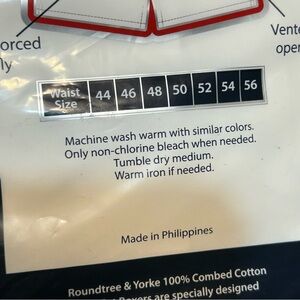 orced
ly
Vente
oper
Waist Size 44 46 48 50 52 54 56
Machine wash warm with similar colors.
Only non-chlorine bleach when needed.
Tumble dry medium.
Warm iron if needed.
Made in Philippines
Roundtree & Yorke 100% Combed Cotton
Boxers are specially designed